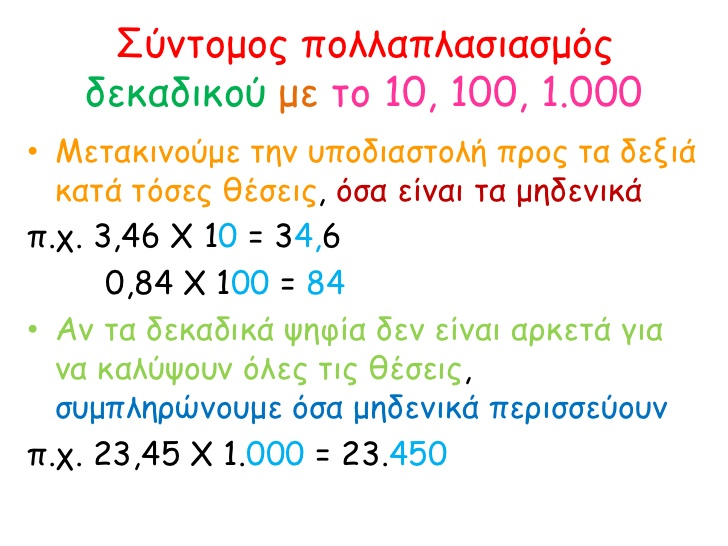 Σύντομος πολλαπλασιασμός
δεκαδικού με το 10, 100, 1.000
• Μετακινούμε την υποδιαστολή προς τα δεξιά
κατά τόσες θέσεις, όσα είναι τα μηδενικά
π.χ. 3,46 Χ 10 = 34,6
0,84 Χ 100 = 84
• Αν τα δεκαδικά ψηφία δεν είναι αρκετά για
να καλύψουν όλες τις θέσεις,
συμπληρώνουμε όσα μηδενικά περισσεύουν
π.χ. 23,45 Χ 1.000 = 23.450